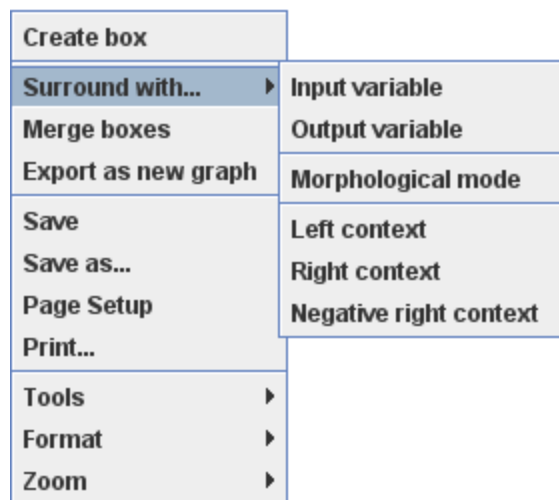 Create box
Surround with...
Merge boxes
Export as new graph
Save
Save as...
Page Setup
Print...
Tools
Format
Zoom
Input variable
Output variable
Morphological mode
Left context
Right context
Negative right context